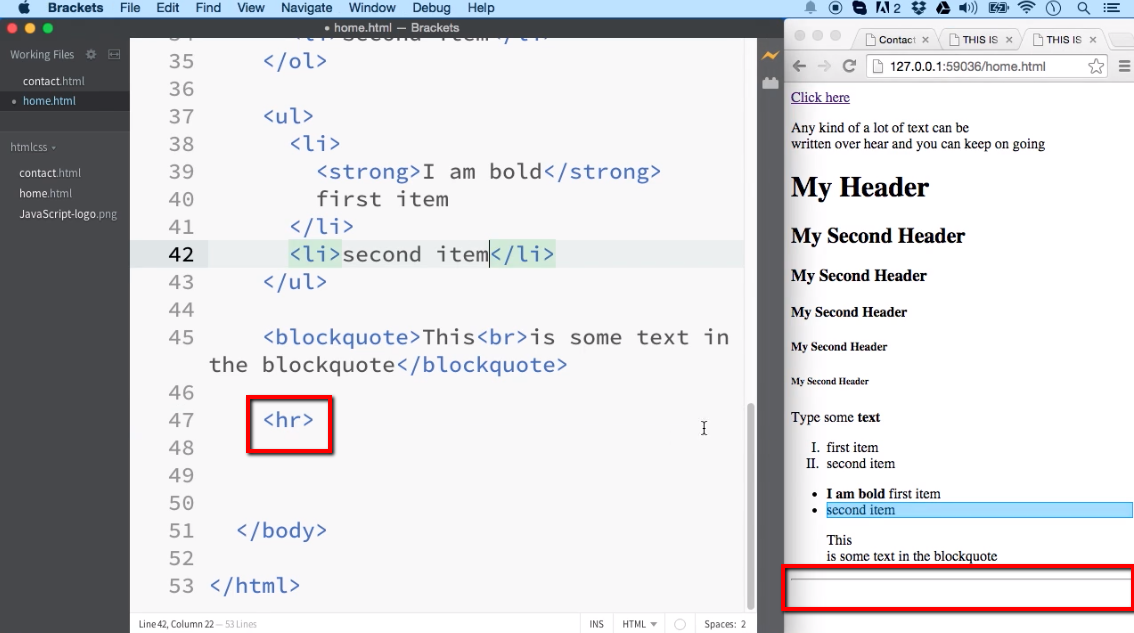 Brackets File Edit Find View Navigate Window Debug Help
2
home.html — Brackets
Working Files
contact.html
home.html
htmlcss
contact.html
home.html
JavaScript-logo.png
35 </ol>
36
37 <ul>
38 <li>
39 <strong>I am bold</strong>
40 first item
41 </li>
42 <li>second item</li>
43 </ul>
44
45 <blockquote>This<br>is some text in
the blockquote</blockquote>
46
47 <hr>
48
49
50
51 </body>
52
53 </html>
Line 42, Column 22 — 53 Lines
INS HTML Spaces: 2
Contact THIS IS THIS IS
127.0.0.1:59036/home.html
Click here
Any kind of a lot of text can be
written over hear and you can keep on going
My Header
My Second Header
My Second Header
My Second Header
My Second Header
My Second Header
Type some text
I. first item
II. second item
• I am bold first item
• second item
This
is some text in the blockquote